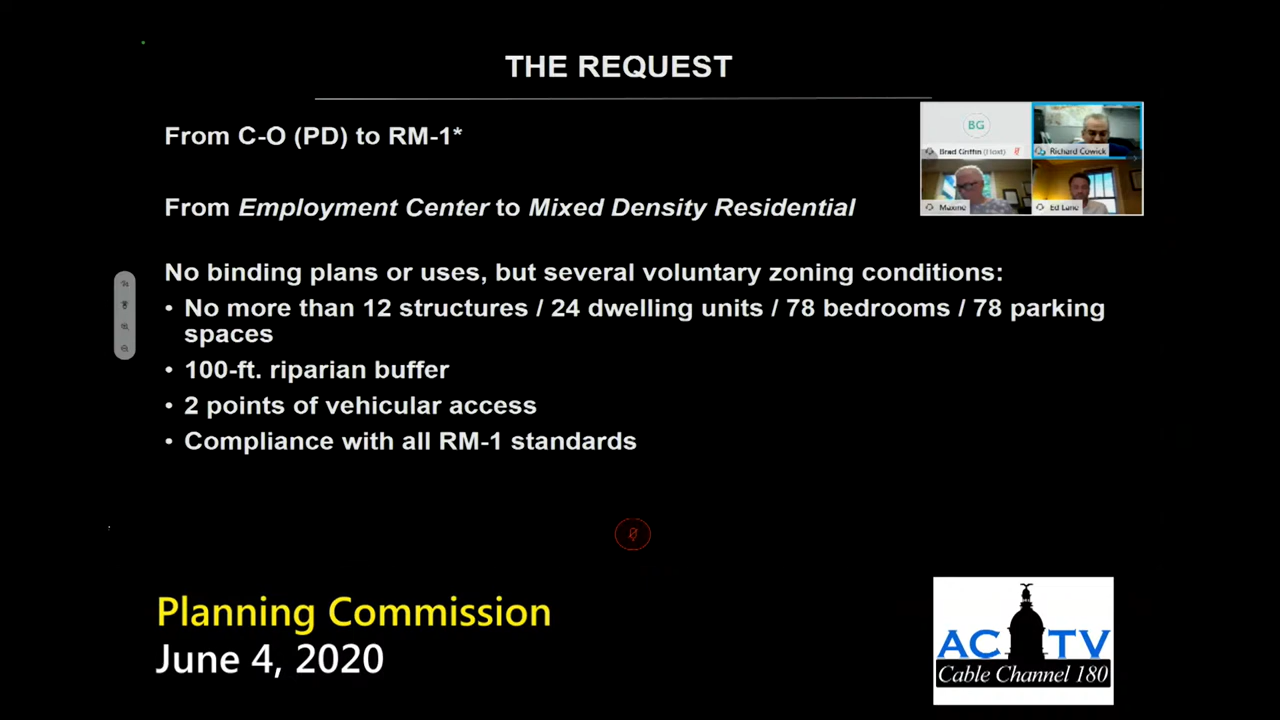 THE REQUEST
From C-O (PD) to RM-1*
BG
Brad Griffin (Host)
Richard Cowick
Maxine
Ed Lane
From Employment Center to Mixed Density Residential
No binding plans or uses, but several voluntary zoning conditions:
• No more than 12 structures / 24 dwelling units / 78 bedrooms / 78 parking
spaces
• 100-ft. riparian buffer
• 2 points of vehicular access
• Compliance with all RM-1 standards
Planning Commission
June 4, 2020
AC TV
Cable Channel 180